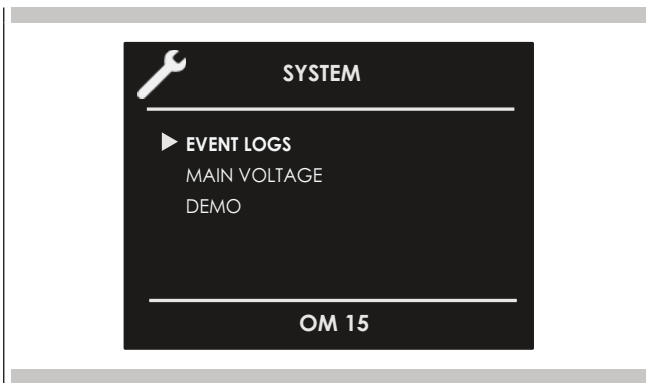 SYSTEM
EVENT LOGS
MAIN VOLTAGE
DEMO
OM 15